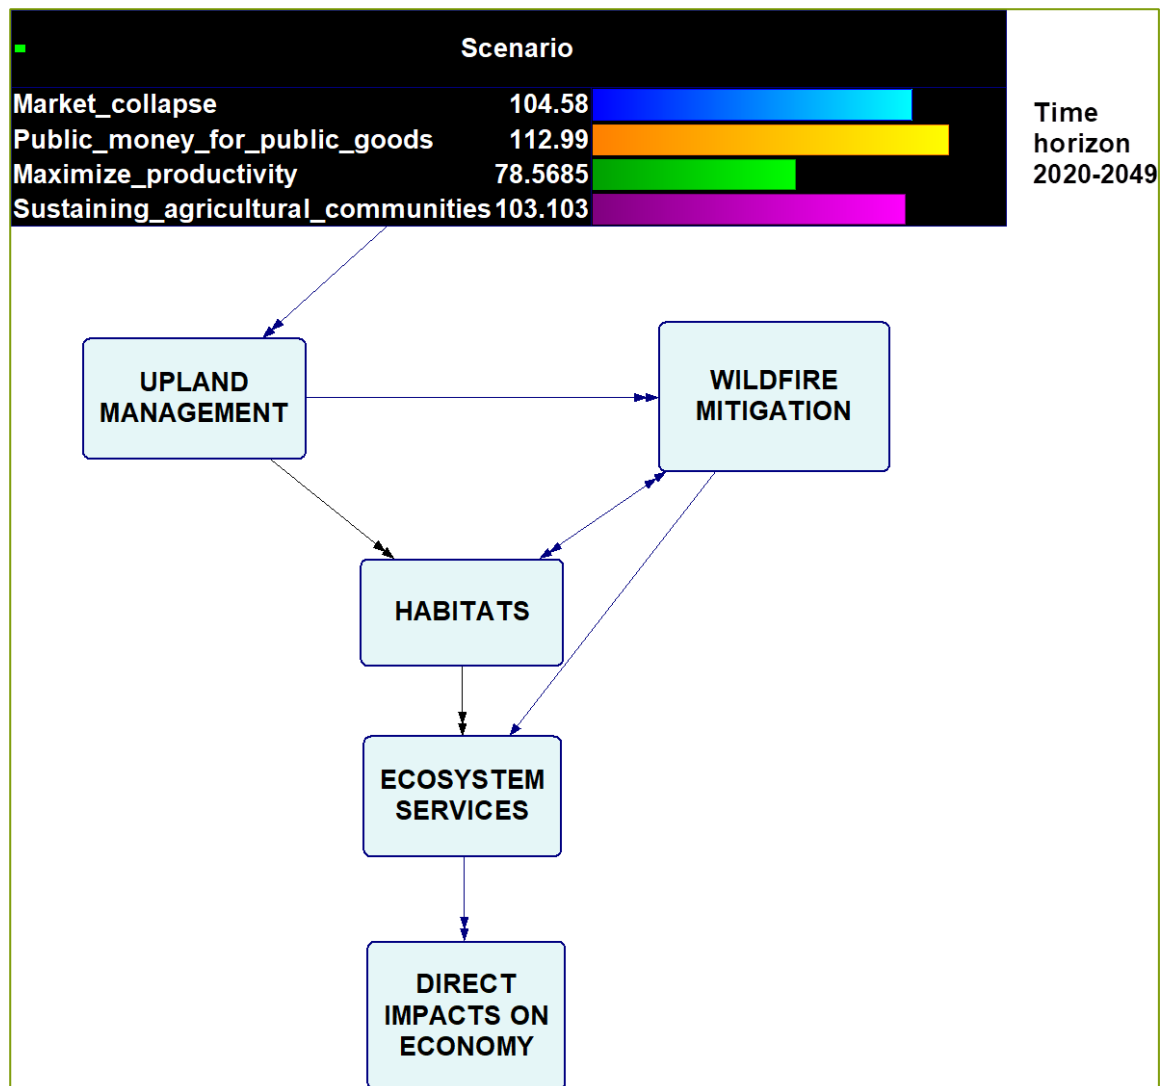 Scenario
Market_collapse 104.58
Public_money_for_public_goods 112.99
Maximize_productivity 78.5685
Sustaining_agricultural_communities 103.103
Time
horizon
2020-2049
UPLAND
MANAGEMENT
WILDFIRE
MITIGATION
HABITATS
ECOSYSTEM
SERVICES
DIRECT
IMPACTS ON
ECONOMY